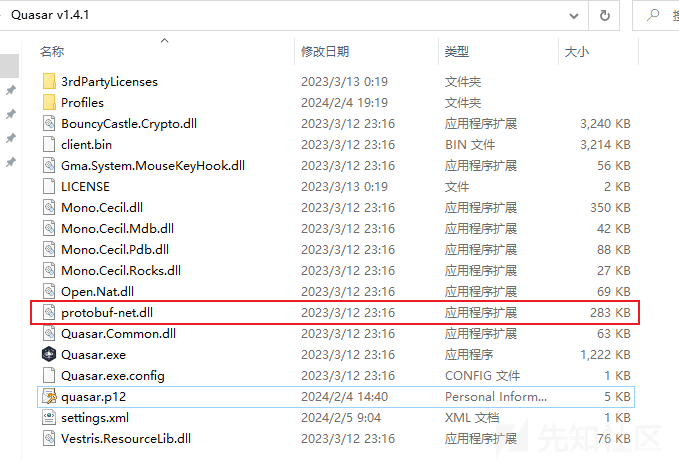 Quasar v1.4.1
名称 修改日期 类型 大小
3rdPartyLicenses 2023/3/13 0:19 文件夹
Profiles 2024/2/4 19:19 文件夹
BouncyCastle.Crypto.dll 2023/3/12 23:16 应用程序扩展 3,240 KB
client.bin 2023/3/12 23:16 BIN 文件 3,214 KB
Gma.System.MouseKeyHook.dll 2023/3/12 23:16 应用程序扩展 56 KB
LICENSE 2023/3/13 0:19 文件 2 KB
Mono.Cecil.dll 2023/3/12 23:16 应用程序扩展 350 KB
Mono.Cecil.Mdb.dll 2023/3/12 23:16 应用程序扩展 42 KB
Mono.Cecil.Pdb.dll 2023/3/12 23:16 应用程序扩展 88 KB
Mono.Cecil.Rocks.dll 2023/3/12 23:16 应用程序扩展 27 KB
Open.Nat.dll 2023/3/12 23:16 应用程序扩展 69 KB
protobuf-net.dll 2023/3/12 23:16 应用程序扩展 283 KB
Quasar.Common.dll 2023/3/12 23:16 应用程序扩展 63 KB
Quasar.exe 2023/3/12 23:16 应用程序 1,222 KB
Quasar.exe.config 2023/3/12 23:16 CONFIG 文件 1 KB
quasar.p12 2024/2/4 14:40 Personal Inform... 5 KB
settings.xml 2024/2/5 9:04 XML 文档 1 KB
Vestris.ResourceLib.dll 2023/3/12 23:16 应用程序扩展 76 KB
先知社区